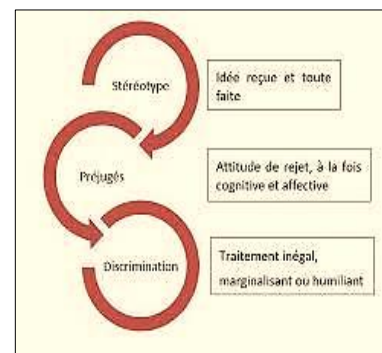 Stéréotype
Idée reçue et toute
faite
Préjugés
Attitude de rejet, à la fois
cognitive et affective
Discrimination
Traitement inégal,
marginalisant ou humiliant